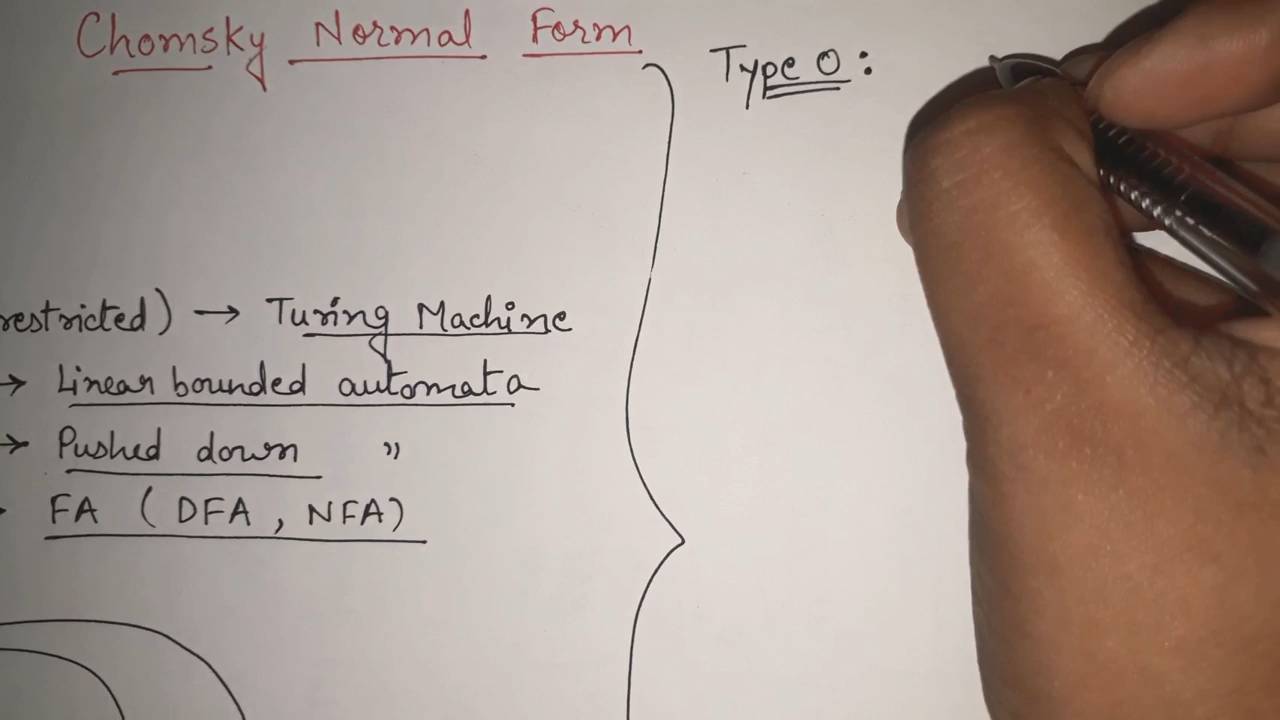 Chomsky Normal Form
restricted) → Turing Machine
→ Linear bounded automata
→ Pushed down "
FA ( DFA , NFA )
Type 0 :